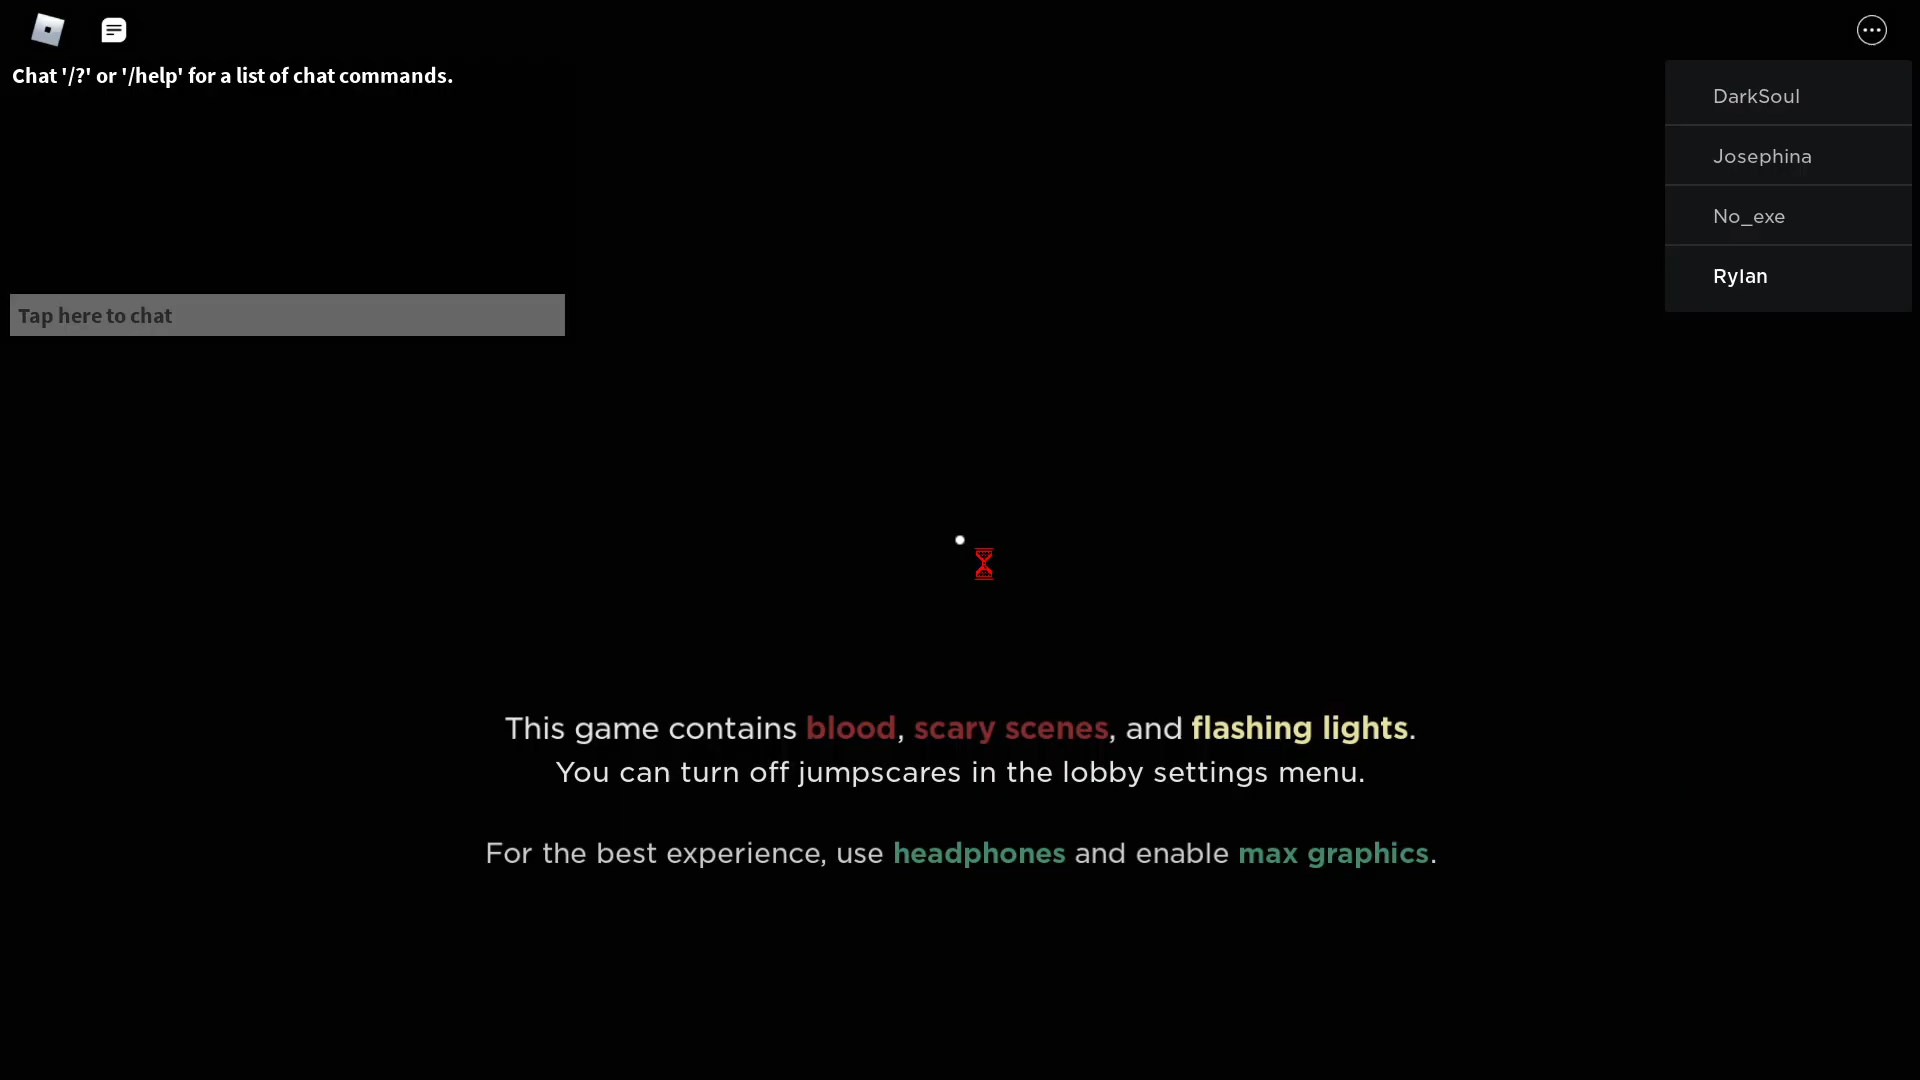 Chat '/?' or '/help' for a list of chat commands.
Tap here to chat
DarkSoul
Josephina
No_exe
Rylan
This game contains blood, scary scenes, and flashing lights.
You can turn off jumpscares in the lobby settings menu.
For the best experience, use headphones and enable max graphics.